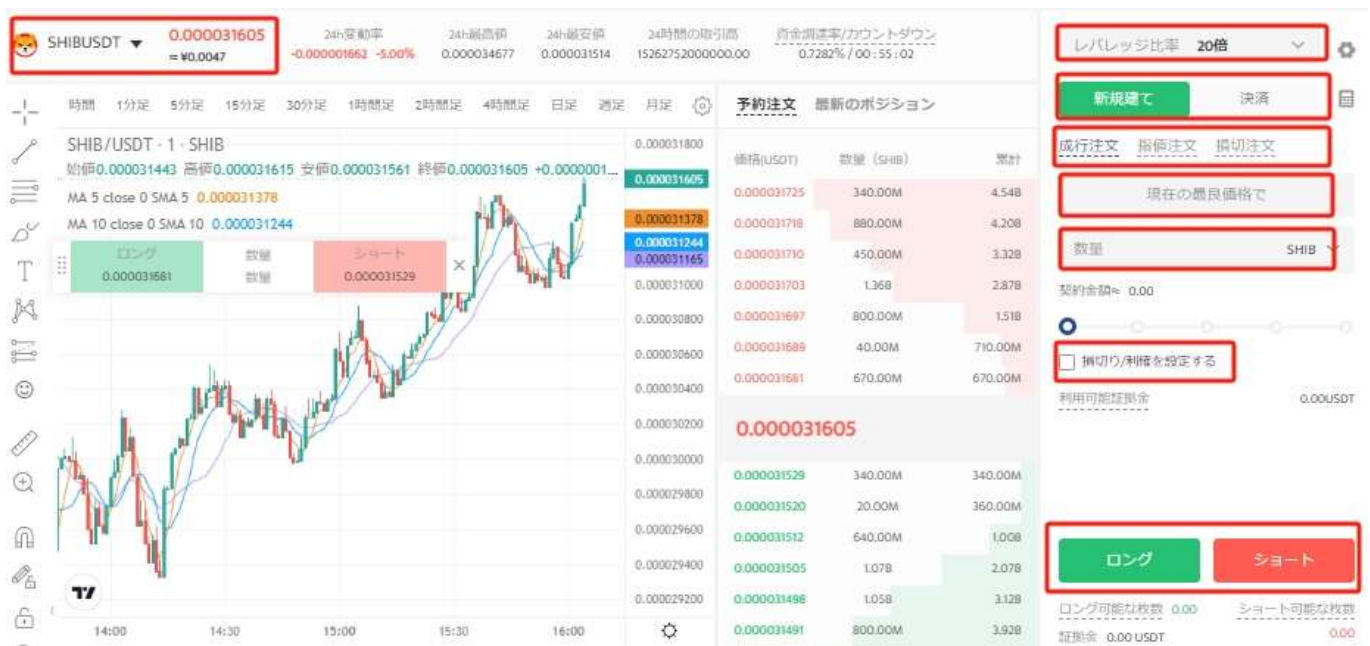 SHIBUSDT 0.000031605
≈ ¥0.0047
24h変動率
-0.000001662 -5.00%
24h最高値
0.000034677
24h最安値
0.000031514
24時間の取引高
15262752000000.00
資金調達率/カウントダウン
0.7282% / 00 : 55 : 02
時間 1分足 5分足 15分足 30分足 1時間足 2時間足 4時間足 日足 週足 月足
SHIB/USDT · 1 · SHIB
始値0.000031443 高値0.000031615 安値0.000031561 終値0.000031605 +0.0000001...
MA 5 close 0 SMA 5 0.000031378
MA 10 close 0 SMA 10 0.000031244
ロング 数量 ショート
0.000031681 数量 0.000031529
0.000031800
0.000031605
0.000031378
0.000031244
0.000031165
0.000031000
0.000030800
0.000030600
0.000030400
0.000030200
0.000030000
0.000029800
0.000029600
0.000029400
0.000029200
14:00 14:30 15:00 15:30 16:00
予約注文 最新のポジション
価格(USDT) 数量 (SHIB) 累計
0.000031725 340.00M 4.54B
0.000031718 880.00M 4.20B
0.000031710 450.00M 3.32B
0.000031703 1.36B 2.87B
0.000031697 800.00M 1.51B
0.000031689 40.00M 710.00M
0.000031681 670.00M 670.00M
0.000031605
0.000031529 340.00M 340.00M
0.000031520 20.00M 360.00M
0.000031512 640.00M 1.00B
0.000031505 1.07B 2.07B
0.000031498 1.05B 3.12B
0.000031491 800.00M 3.92B
レバレッジ比率 20倍
新規建て 決済
成行注文 指値注文 損切注文
現在の最良価格で
数量 SHIB
契約金額≈ 0.00
損切り/利確を設定する
利用可能証拠金 0.00USDT
ロング ショート
ロング可能な枚数 0.00 ショート可能な枚数
0.00
証拠金 0.00 USDT